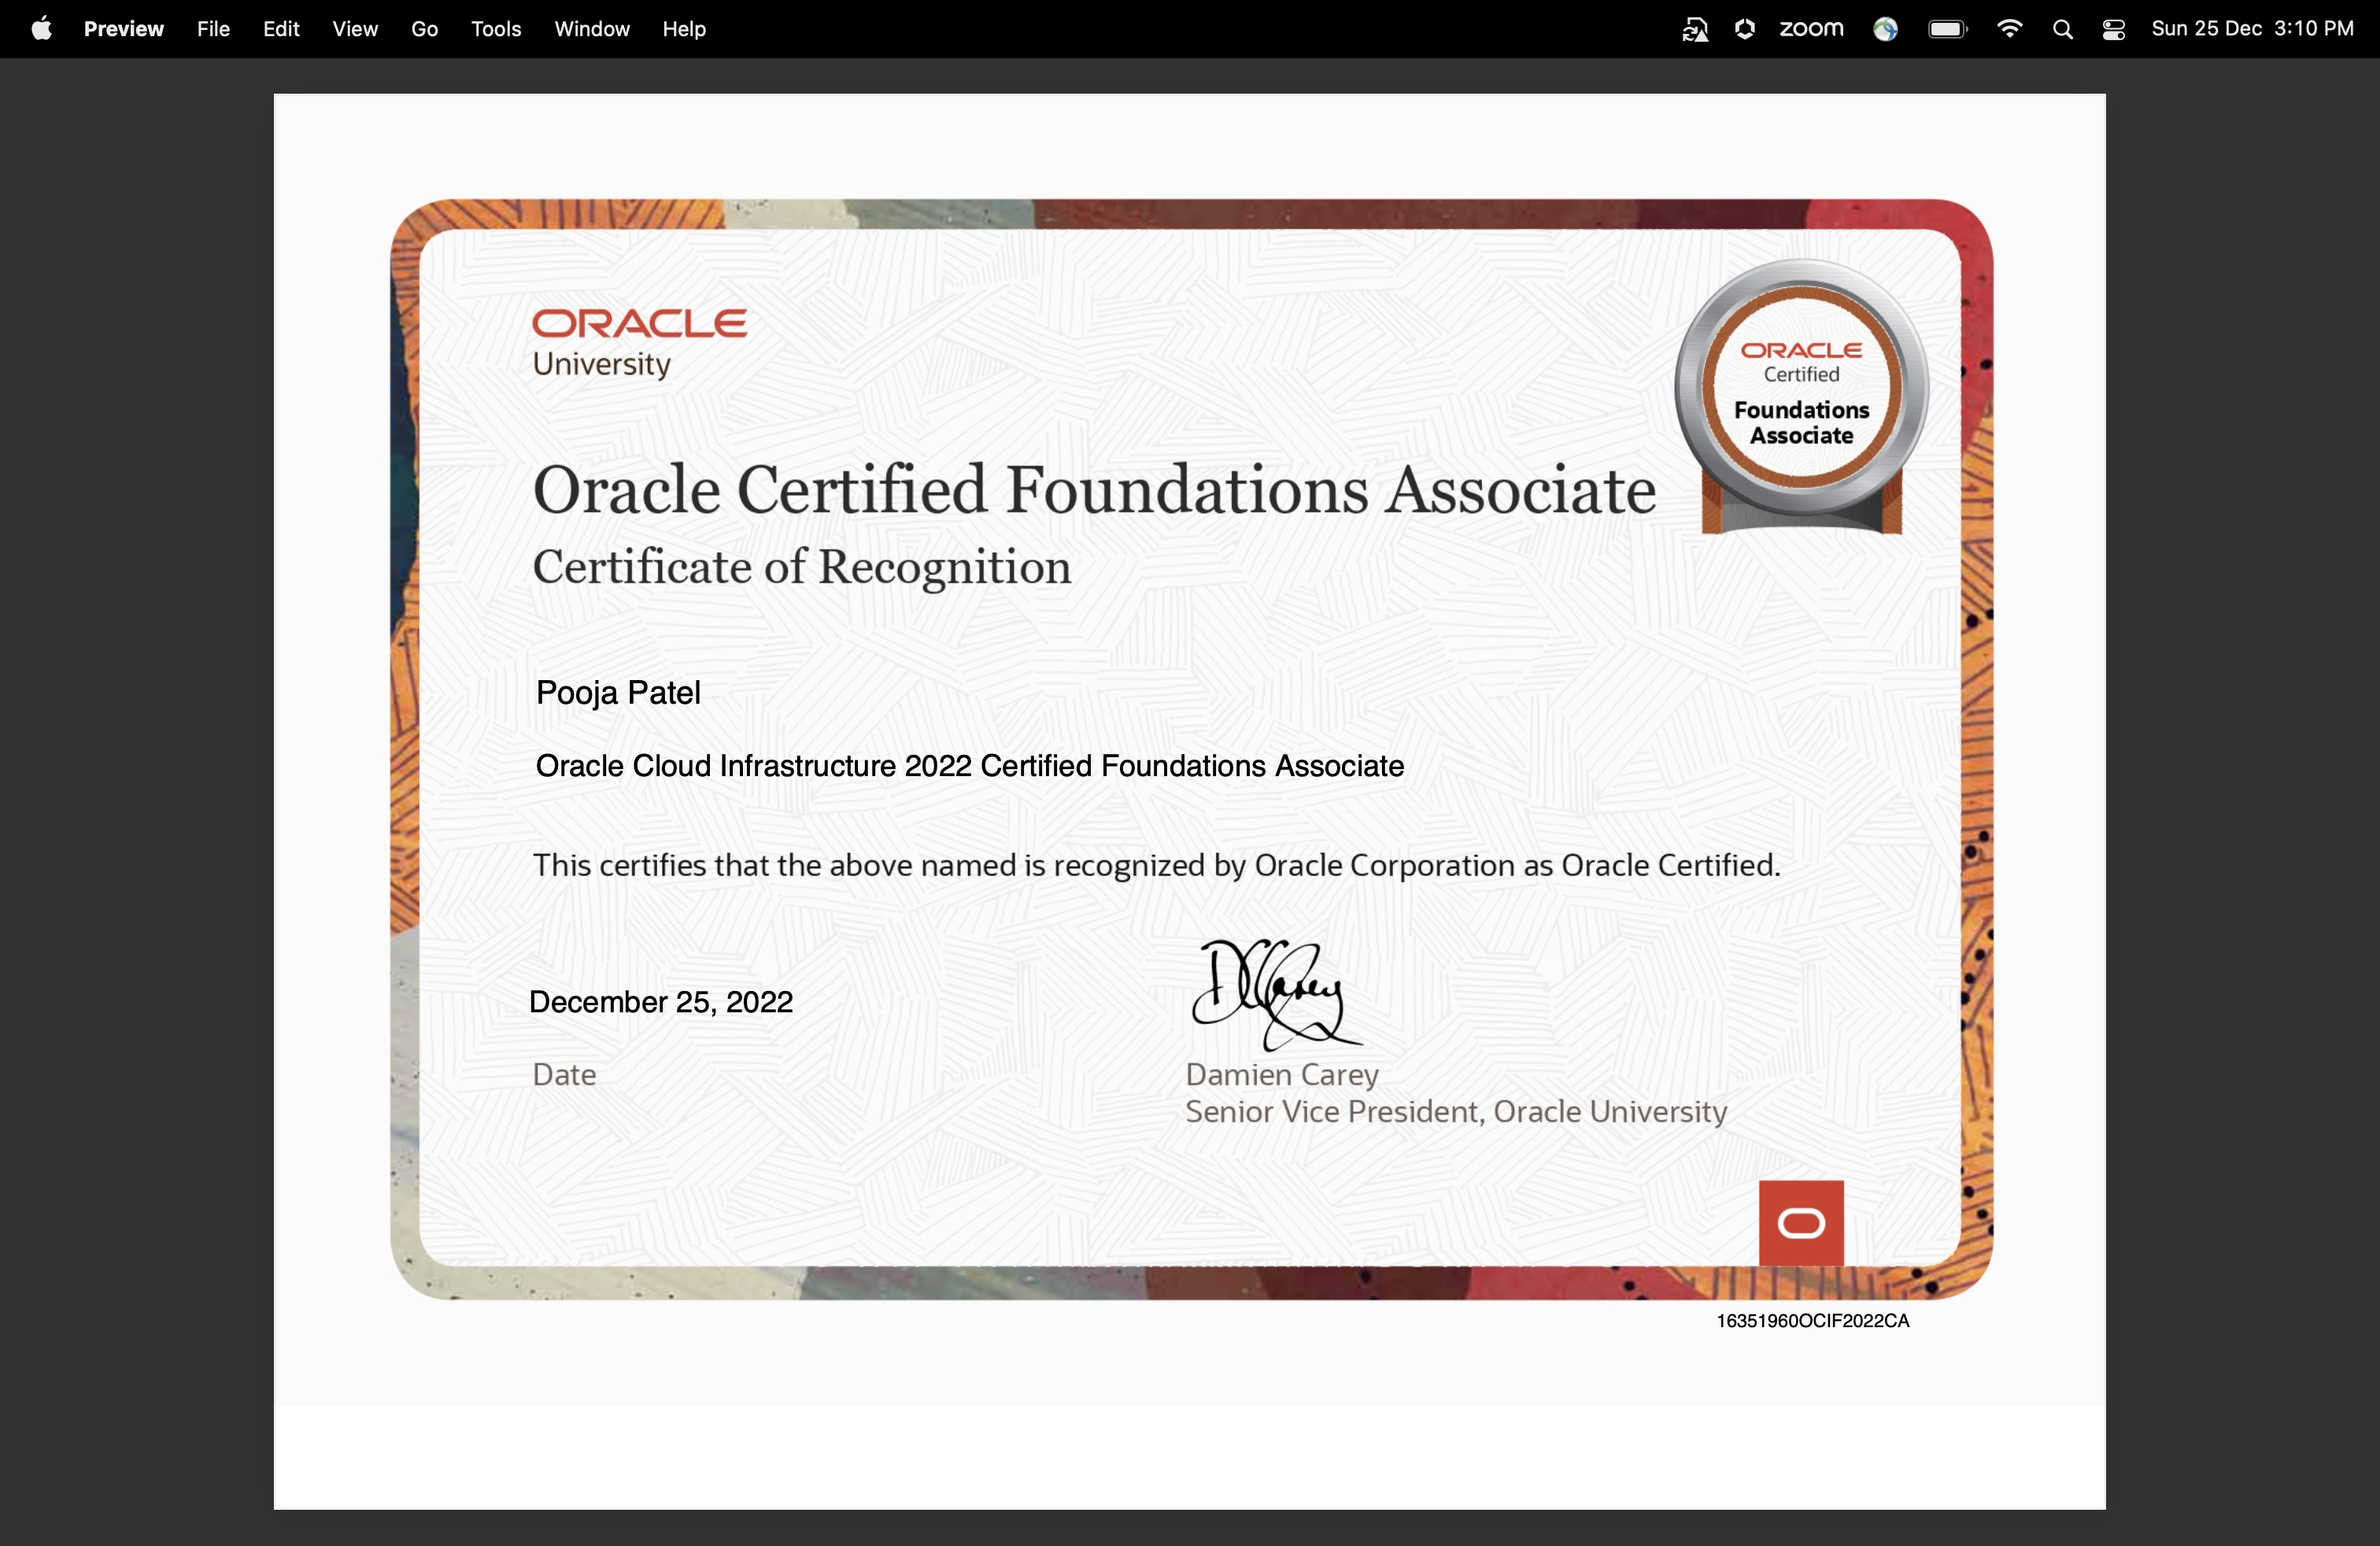 Preview File Edit View Go Tools Window Help zoom Sun 25 Dec 3:10 PM
ORACLE
University
ORACLE
Certified
Foundations
Associate
Oracle Certified Foundations Associate
Certificate of Recognition
Pooja Patel
Oracle Cloud Infrastructure 2022 Certified Foundations Associate
This certifies that the above named is recognized by Oracle Corporation as Oracle Certified.
DCarey
December 25, 2022
Date
Damien Carey
Senior Vice President, Oracle University
16351960OCIF2022CA